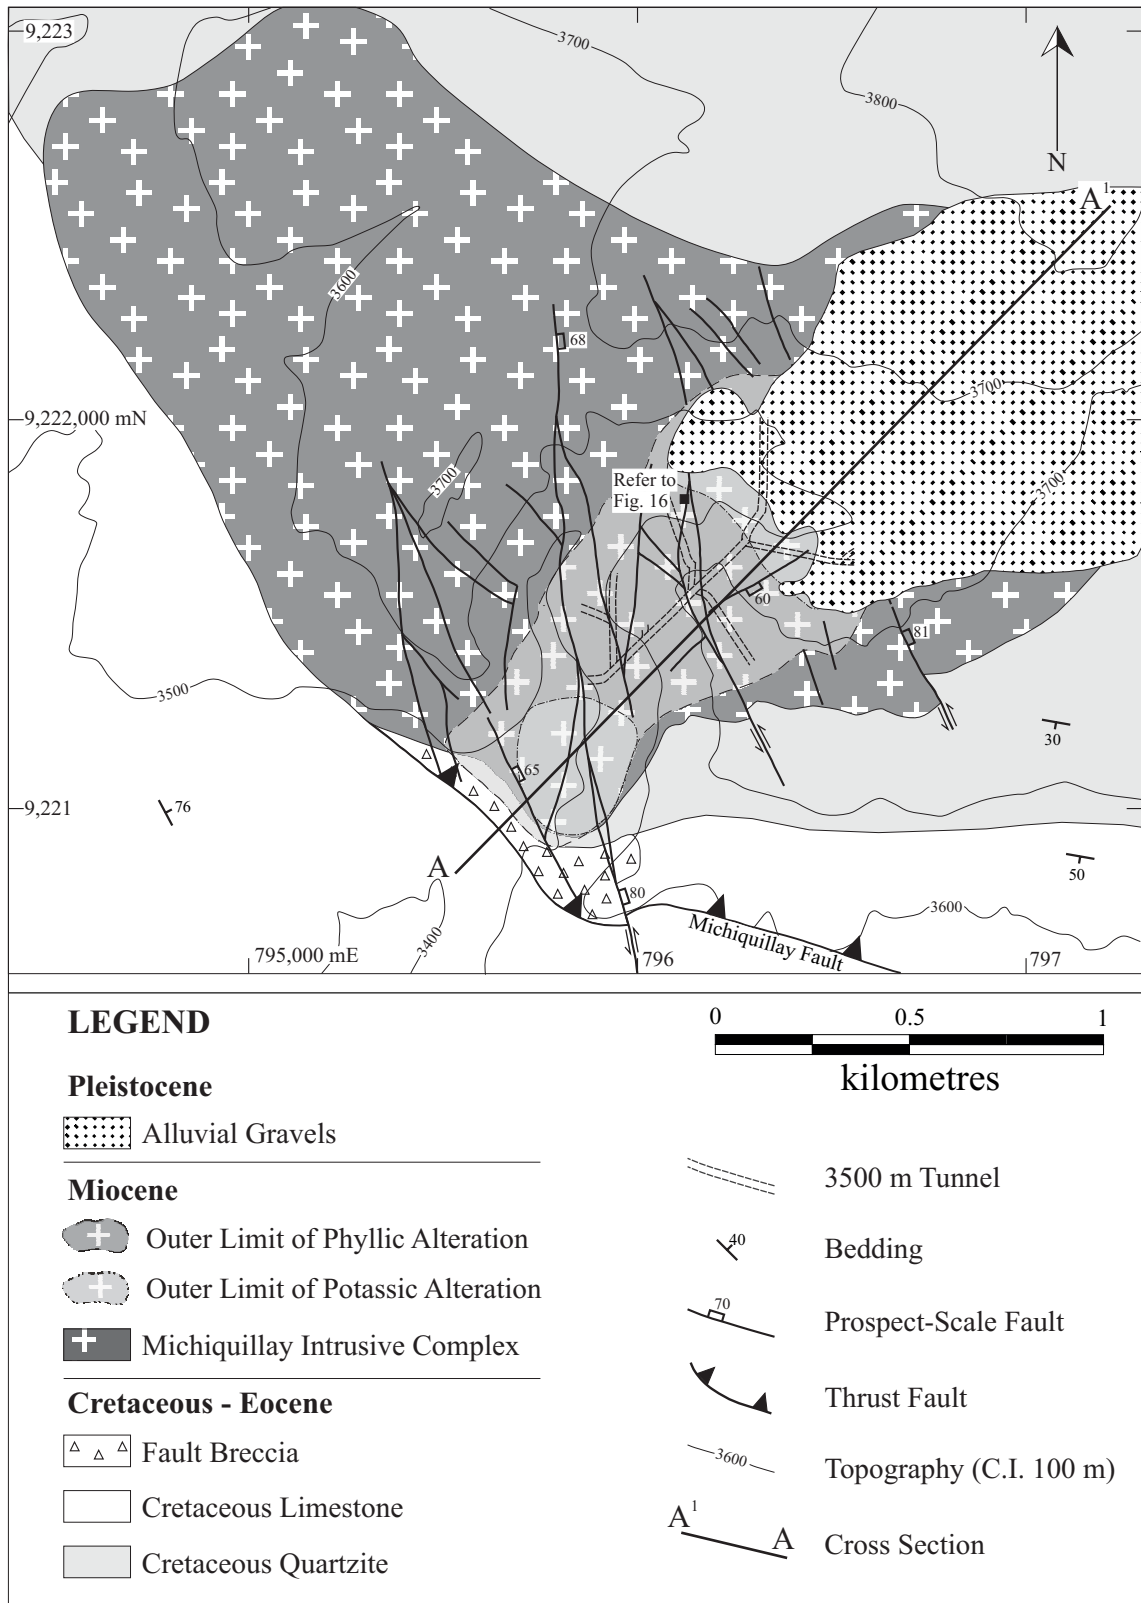 9,223
3700
3800
N
A1
3600
68
9,222,000 mN
3700
3700
3700
Refer to
Fig. 16
60
81
3500
30
65
76
9,221
A
50
80
3600
Michiquillay Fault
3400
795,000 mE
796
797
LEGEND
0 0.5 1
kilometres
Pleistocene
Alluvial Gravels
Miocene
Outer Limit of Phyllic Alteration
Outer Limit of Potassic Alteration
Michiquillay Intrusive Complex
Cretaceous - Eocene
Fault Breccia
Cretaceous Limestone
Cretaceous Quartzite
3500 m Tunnel
40
Bedding
70
Prospect-Scale Fault
Thrust Fault
3600
Topography (C.I. 100 m)
A1 A
Cross Section